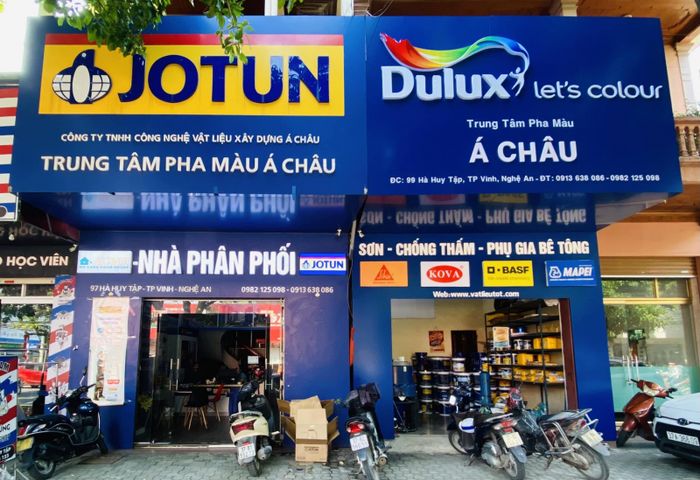 JOTUN
CÔNG TY TNHH CÔNG NGHỆ VẬT LIỆU XÂY DỰNG Á CHÂU
TRUNG TÂM PHA MÀU Á CHÂU
Dulux let's colour
Trung Tâm Pha Màu
Á CHÂU
ĐC: 99 Hà Huy Tập, TP Vinh, Nghệ An - ĐT: 0913 638 086 - 0982 125 098
HỌC VIÊN
-NHÀ PHÂN PHỐI
JOTUN
97 HÀ HUY TẬP - TP VINH - NGHỆ AN
0982 125 098 - 0913 638 086
SƠN - CHỐNG THẤM - PHỤ GIA BÊ TÔNG
KOVA
BASF
MAPEI
Web:www.vatlieutot.com